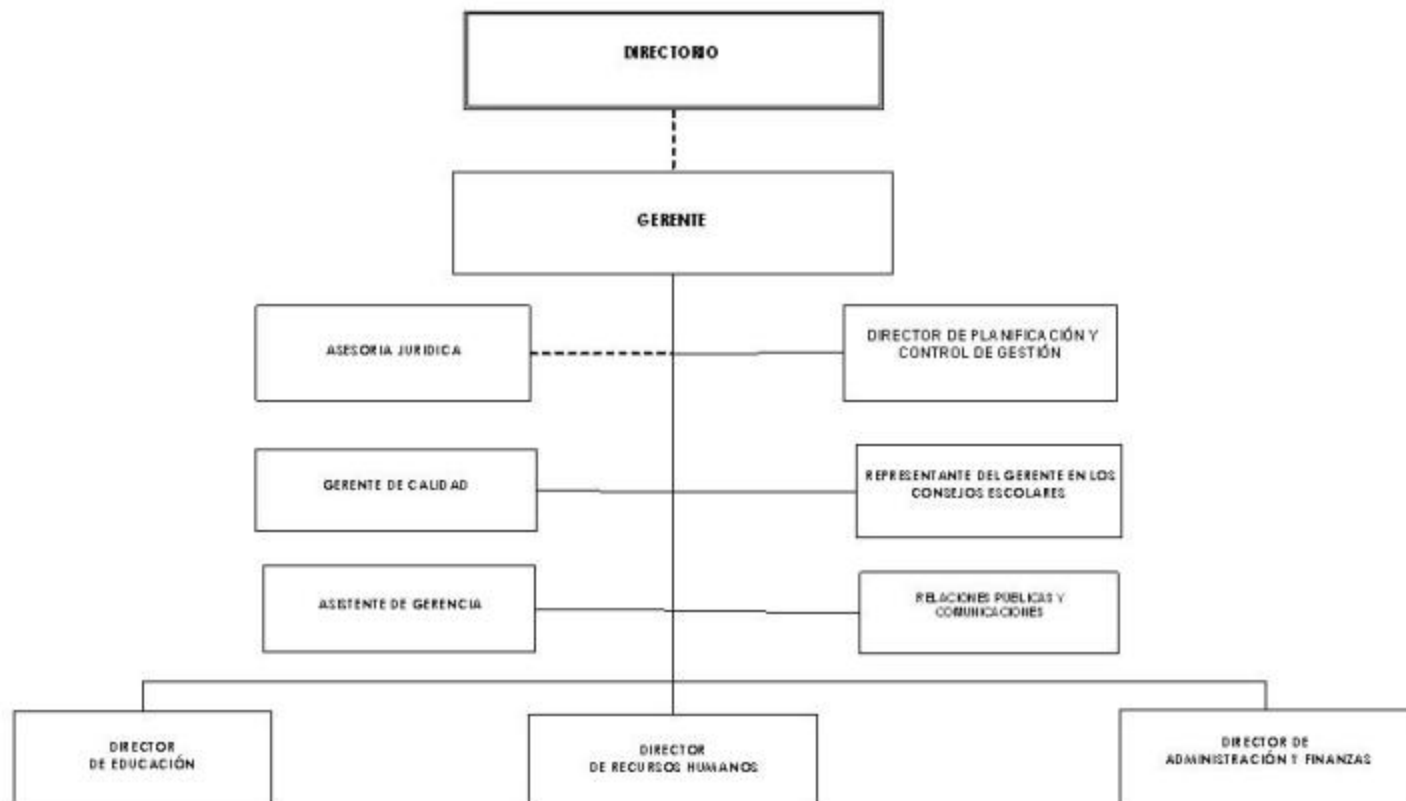 DIRECTORIO
GERENTE
ASESORIA JURIDICA
DIRECTOR DE PLANIFICACIÓN Y
CONTROL DE GESTIÓN
GERENTE DE CALIDAD
REPRESENTANTE DEL GERENTE EN LOS
CONSEJOS ESCOLARES
ASISTENTE DE GERENCIA
RELACIONES PÚBLICAS Y
COMUNICACIONES
DIRECTOR
DE EDUCACIÓN
DIRECTOR
DE RECURSOS HUMANOS
DIRECTOR DE
ADMINISTRACIÓN Y FINANZAS